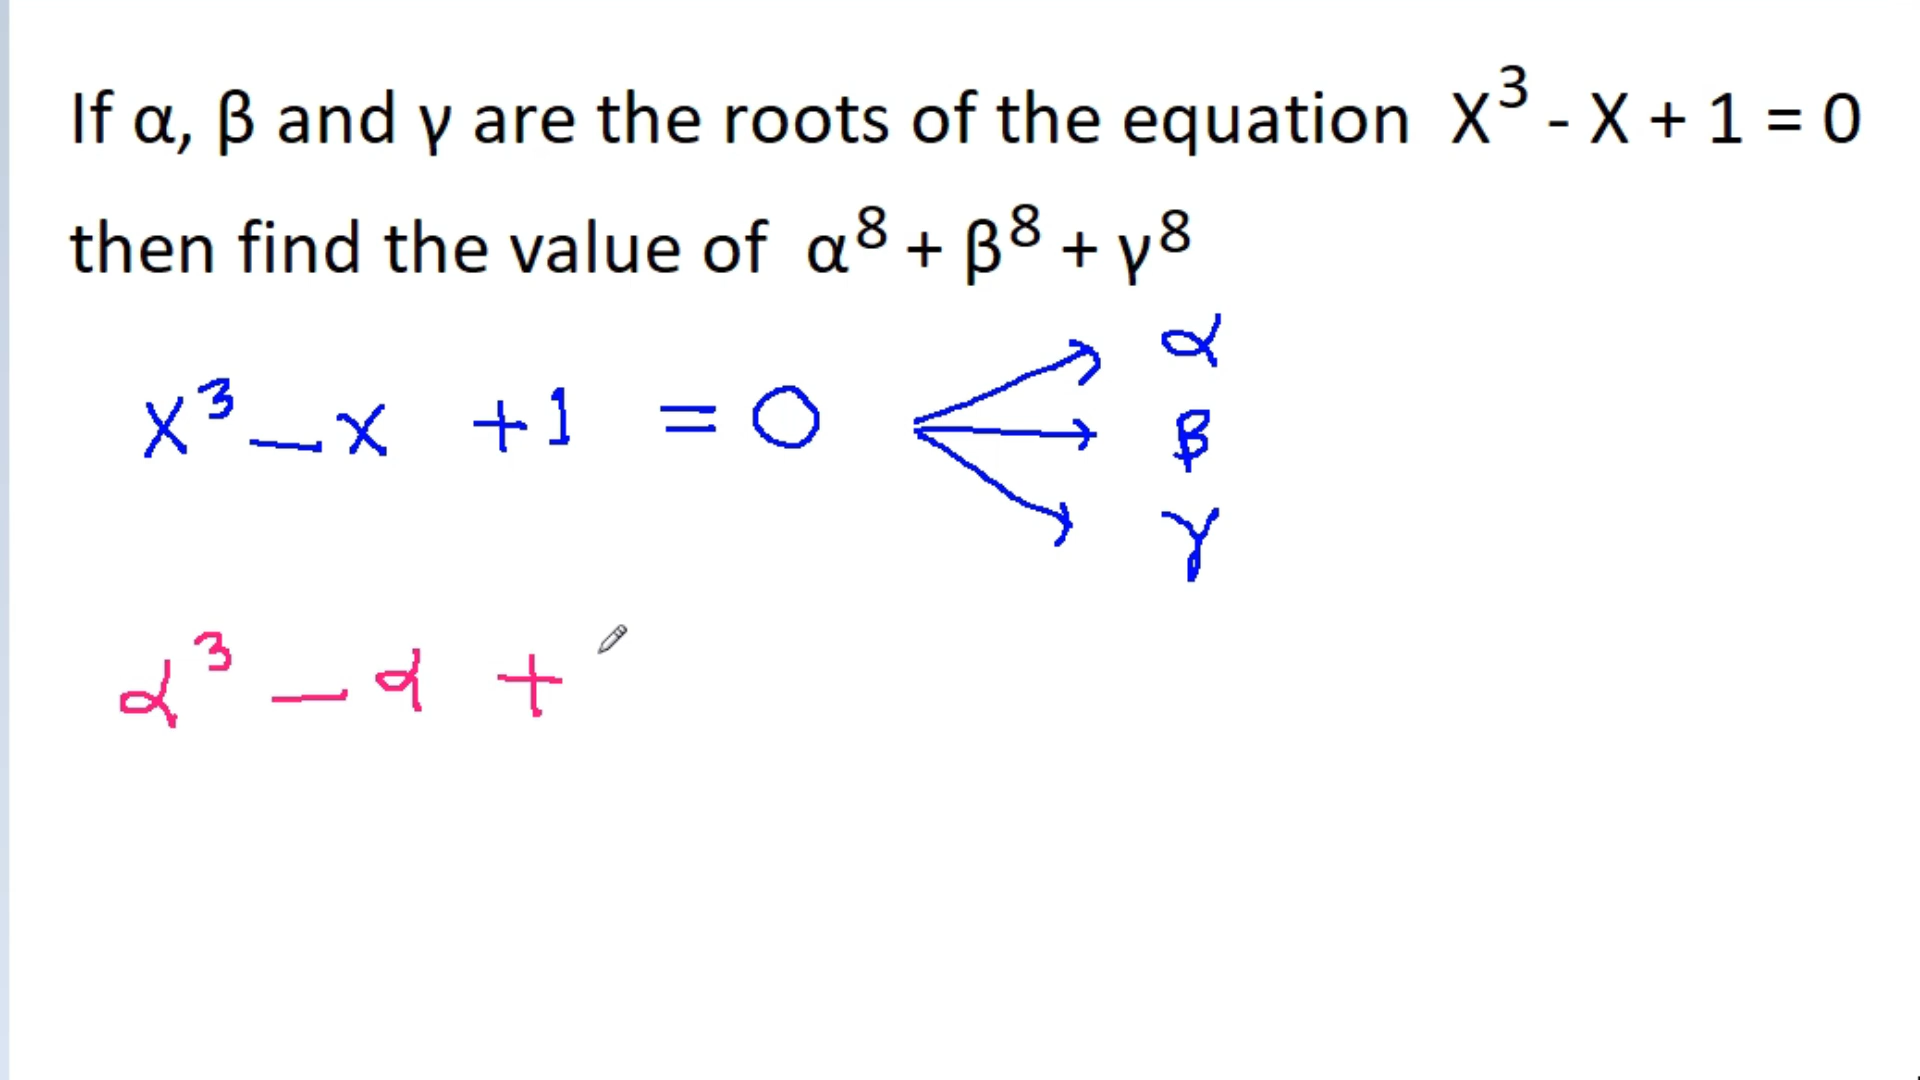 If α, β and γ are the roots of the equation X³ - X + 1 = 0
then find the value of α⁸ + β⁸ + γ⁸
x³ - x + 1 = 0
α
β
γ
α³ - α +